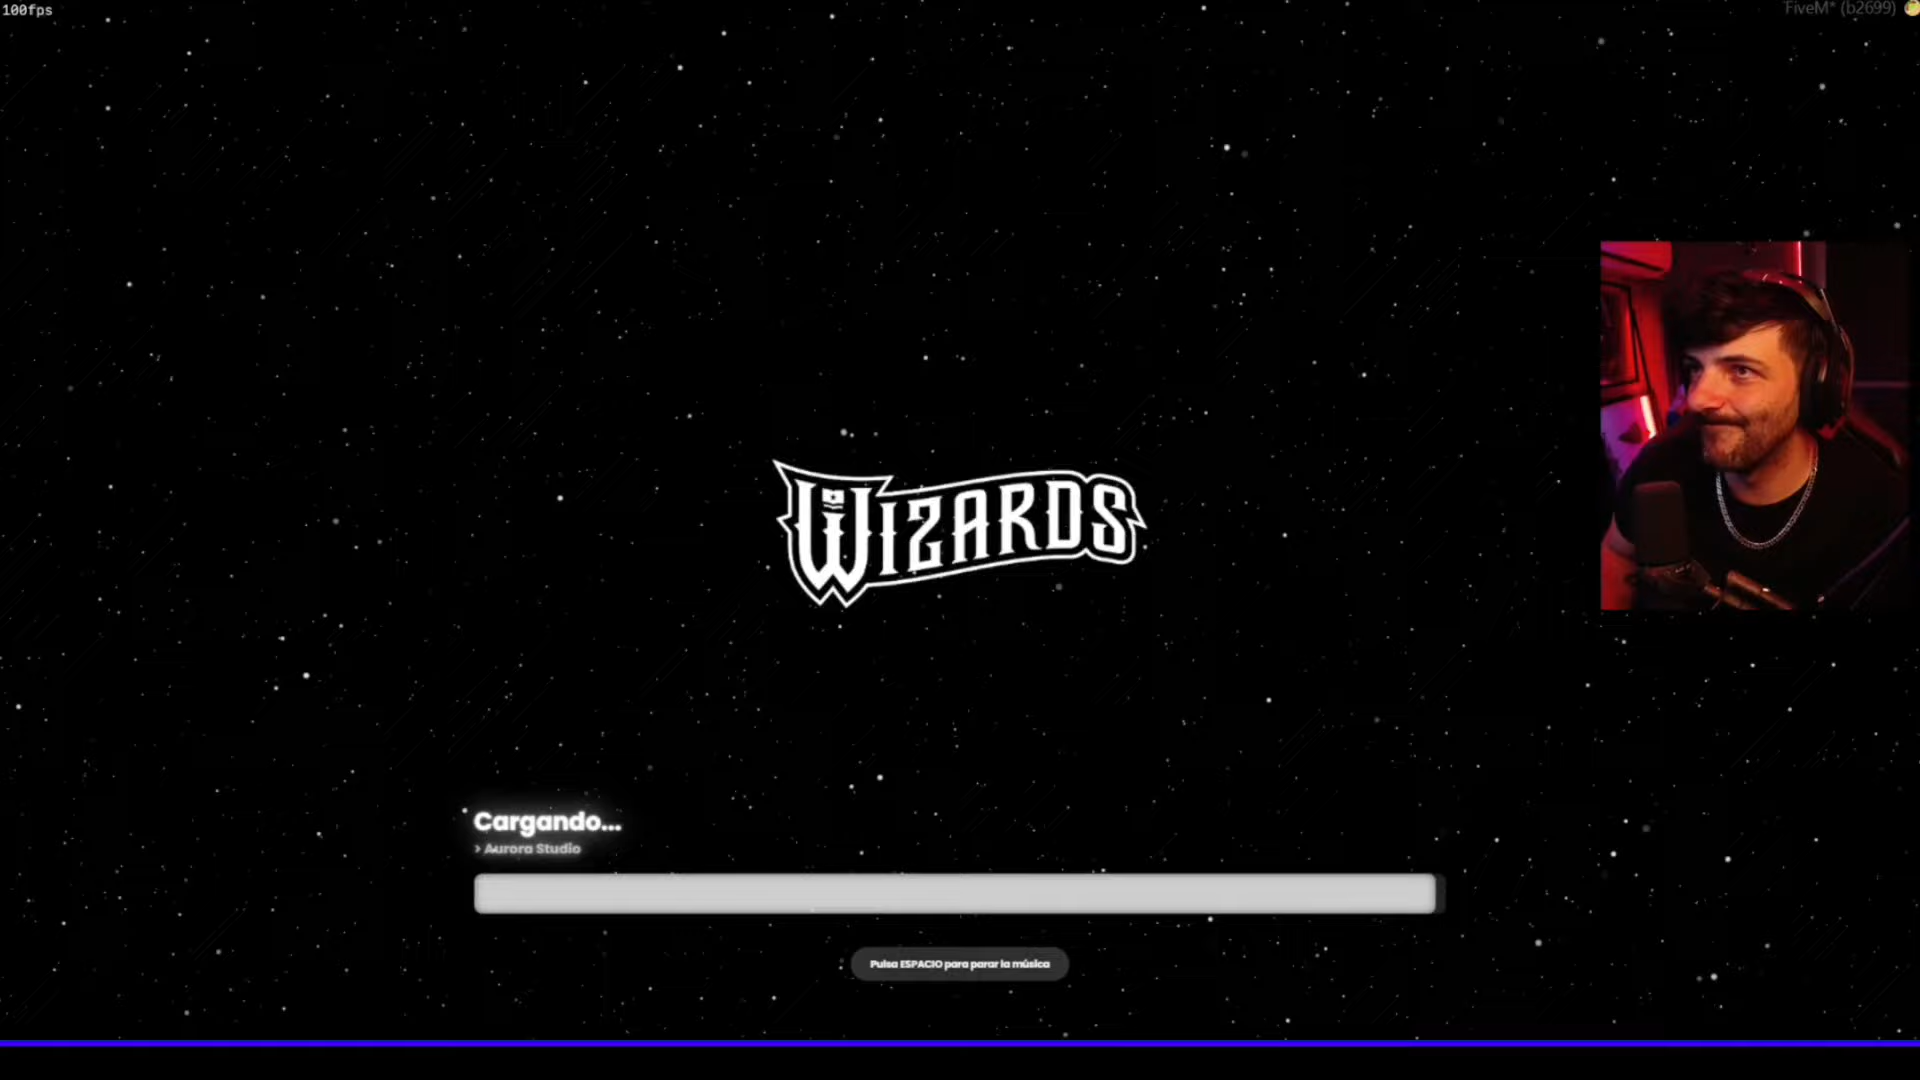 100fps
FiveM* (b2699)
WIZARDS
Cargando...
> Aurora Studio
Pulsa ESPACIO para parar la música